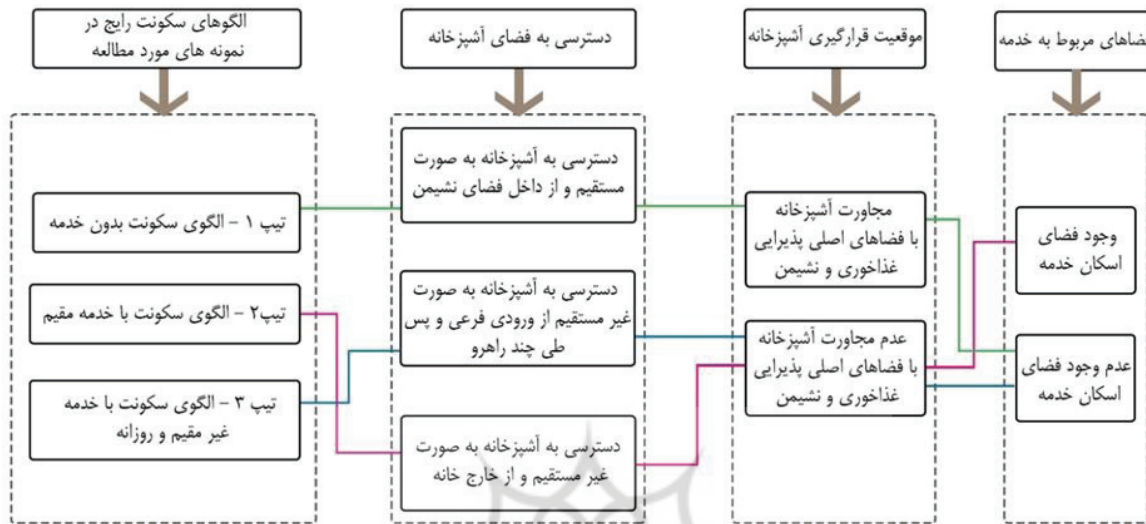 الگوهای سکونت رایج در
نمونه های مورد مطالعه
دسترسی به فضای آشپزخانه
موقعیت قرارگیری آشپزخانه
ضاهای مربوط به خدمه
تیپ ۱ – الگوی سکونت بدون خدمه
تیپ۲ – الگوی سکونت با خدمه مقیم
تیپ ۳ – الگوی سکونت با خدمه
غیر مقیم و روزانه
دسترسی به آشپزخانه به صورت
مستقیم و از داخل فضای نشیمن
دسترسی به آشپزخانه به صورت
غیر مستقیم از ورودی فرعی و پس
طی چند راهرو
دسترسی به آشپزخانه به صورت
غیر مستقیم و از خارج خانه
مجاورت آشپزخانه
با فضاهای اصلی پذیرایی
غذاخوری و نشیمن
عدم مجاورت آشپزخانه
با فضاهای اصلی پذیرایی
غذاخوری و نشیمن
وجود فضای
اسکان خدمه
عدم وجود فضای
اسکان خدمه